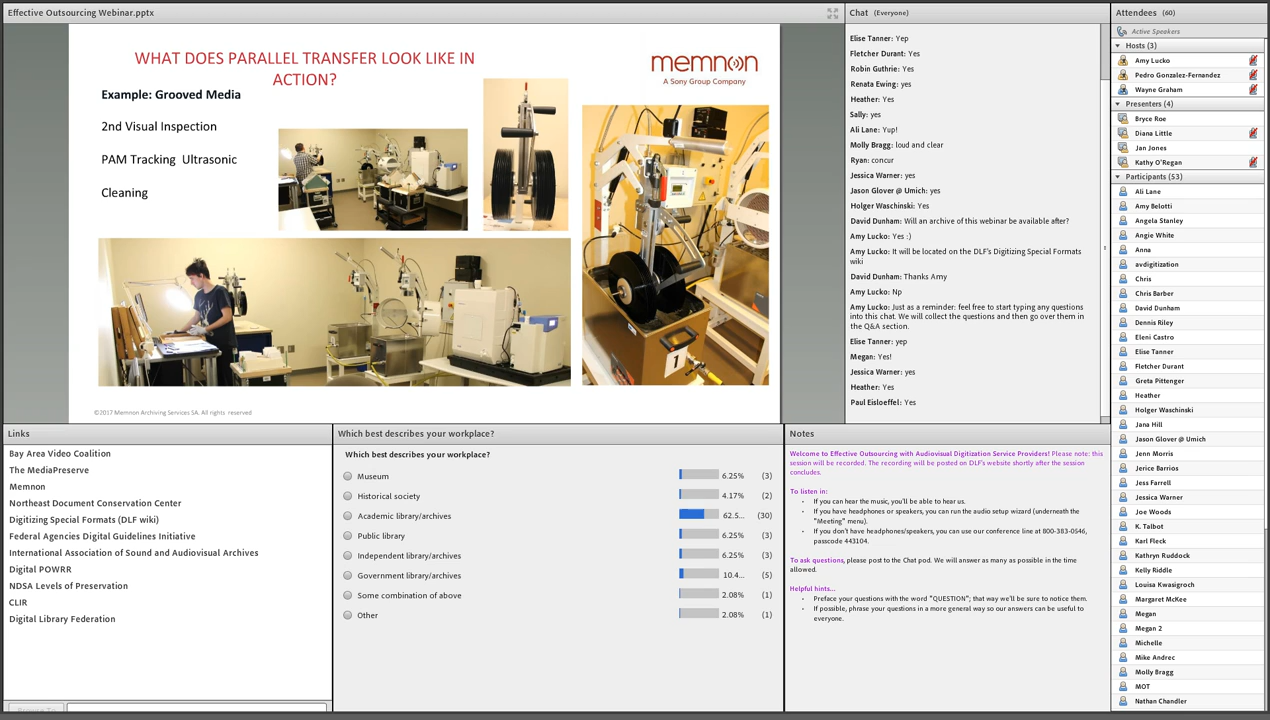 Effective Outsourcing Webinar.pptx
WHAT DOES PARALLEL TRANSFER LOOK LIKE IN
ACTION?
memnon
A Sony Group Company
Example: Grooved Media
2nd Visual Inspection
PAM Tracking Ultrasonic
Cleaning
1
©2017 Memnon Archiving Services SA. All rights reserved
Chat (Everyone)
Elise Tanner: Yep
Fletcher Durant: Yes
Robin Guthrie: Yes
Renata Ewing: yes
Heather: Yes
Sally: yes
Ali Lane: Yup!
Molly Bragg: loud and clear
Ryan: concur
Jessica Warner: yes
Jason Glover @ Umich: yes
Holger Waschinski: Yes
David Dunham: Will an archive of this webinar be available after?
Amy Lucko: Yes :)
Amy Lucko: It will be located on the DLF's Digitizing Special Formats
wiki
David Dunham: Thanks Amy
Amy Lucko: Np
Amy Lucko: Just as a reminder: feel free to start typing any questions
into this chat. We will collect the questions and then go over them in
the Q&A section.
Elise Tanner: yep
Megan: Yes!
Jessica Warner: yes
Heather: Yes
Paul Eisloeffel: Yes
Attendees (60)
Active Speakers
Hosts (3)
Amy Lucko
Pedro Gonzalez-Fernandez
Wayne Graham
Presenters (4)
Bryce Roe
Diana Little
Jan Jones
Kathy O'Regan
Participants (53)
Ali Lane
Amy Belotti
Angela Stanley
Angie White
Anna
avdigitization
Chris
Chris Barber
David Dunham
Dennis Riley
Eleni Castro
Elise Tanner
Fletcher Durant
Greta Pittenger
Heather
Holger Waschinski
Jana Hill
Jason Glover @ Umich
Jenn Morris
Jerice Barrios
Jess Farrell
Jessica Warner
Joe Woods
K. Talbot
Karl Fleck
Kathryn Ruddock
Kelly Riddle
Louisa Kwasigroch
Margaret McKee
Megan
Megan 2
Michelle
Mike Andrec
Molly Bragg
MOT
Nathan Chandler
Links
Bay Area Video Coalition
The MediaPreserve
Memnon
Northeast Document Conservation Center
Digitizing Special Formats (DLF wiki)
Federal Agencies Digital Guidelines Initiative
International Association of Sound and Audiovisual Archives
Digital POWRR
NDSA Levels of Preservation
CLIR
Digital Library Federation
Browse To
Which best describes your workplace?
Which best describes your workplace?
Museum 6.25% (3)
Historical society 4.17% (2)
Academic library/archives 62.5... (30)
Public library 6.25% (3)
Independent library/archives 6.25% (3)
Government library/archives 10.4... (5)
Some combination of above 2.08% (1)
Other 2.08% (1)
Notes
Welcome to Effective Outsourcing with Audiovisual Digitization Service Providers! Please note: this
session will be recorded. The recording will be posted on DLF's website shortly after the session
concludes.
To listen in:
• If you can hear the music, you'll be able to hear us.
• If you have headphones or speakers, you can run the audio setup wizard (underneath the
"Meeting" menu).
• If you don't have headphones/speakers, you can use our conference line at 800-383-0546,
passcode 443104.
To ask questions, please post to the Chat pod. We will answer as many as possible in the time
allowed.
Helpful hints...
• Preface your questions with the word "QUESTION"; that way we'll be sure to notice them.
• If possible, phrase your questions in a more general way so our answers can be useful to
everyone.